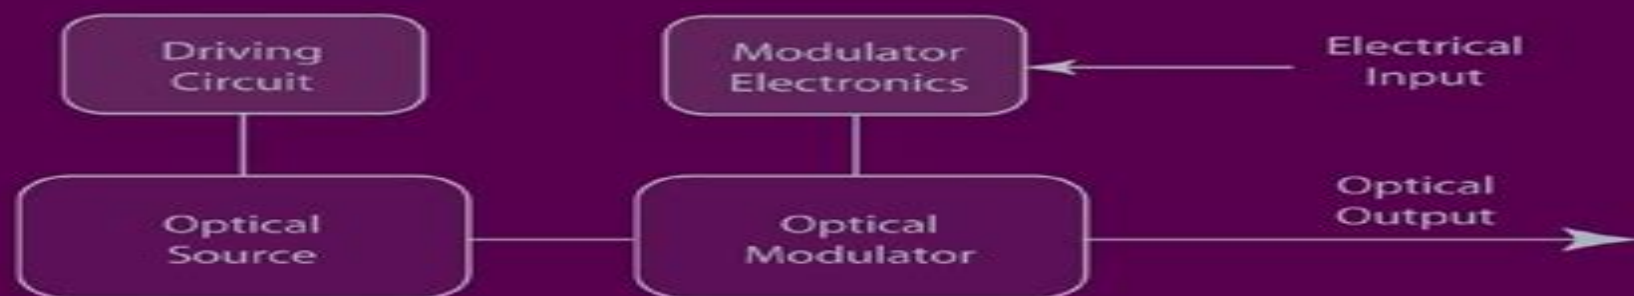 Driving
Circuit
Modulator
Electronics
Electrical
Input
Optical
Source
Optical
Modulator
Optical
Output